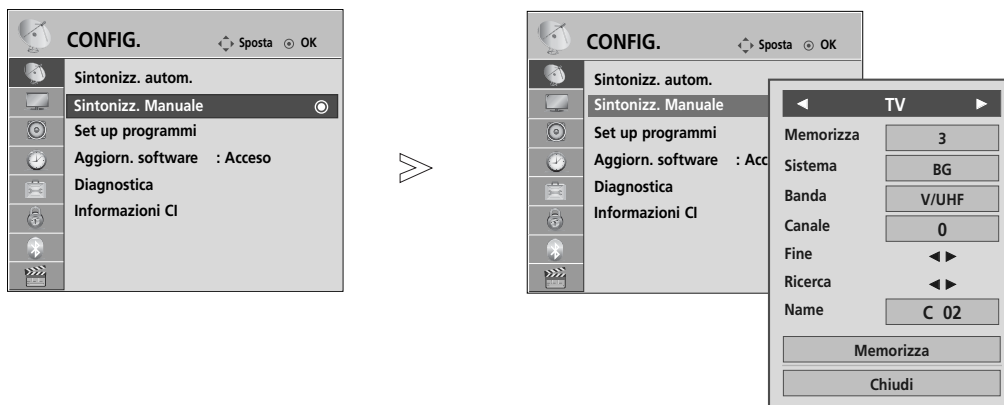 CONFIG. Sposta OK
Sintonizz. autom.
Sintonizz. Manuale
Set up programmi
Aggiorn. software : Acceso
Diagnostica
Informazioni CI
CONFIG. Sposta OK
Sintonizz. autom.
Sintonizz. Manuale
Set up programmi
Aggiorn. software : Acc
Diagnostica
Informazioni CI
◄ TV ►
Memorizza 3
Sistema BG
Banda V/UHF
Canale 0
Fine ◄ ►
Ricerca ◄ ►
Name C 02
Memorizza
Chiudi